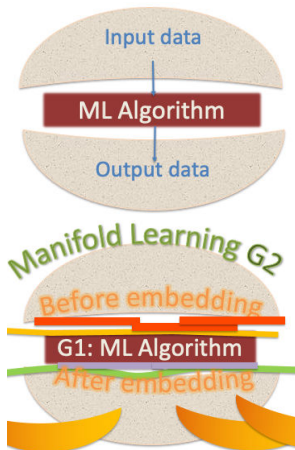 Input data
ML Algorithm
Output data
Manifold Learning G2
Before embedding
G1: ML Algorithm
After embedding